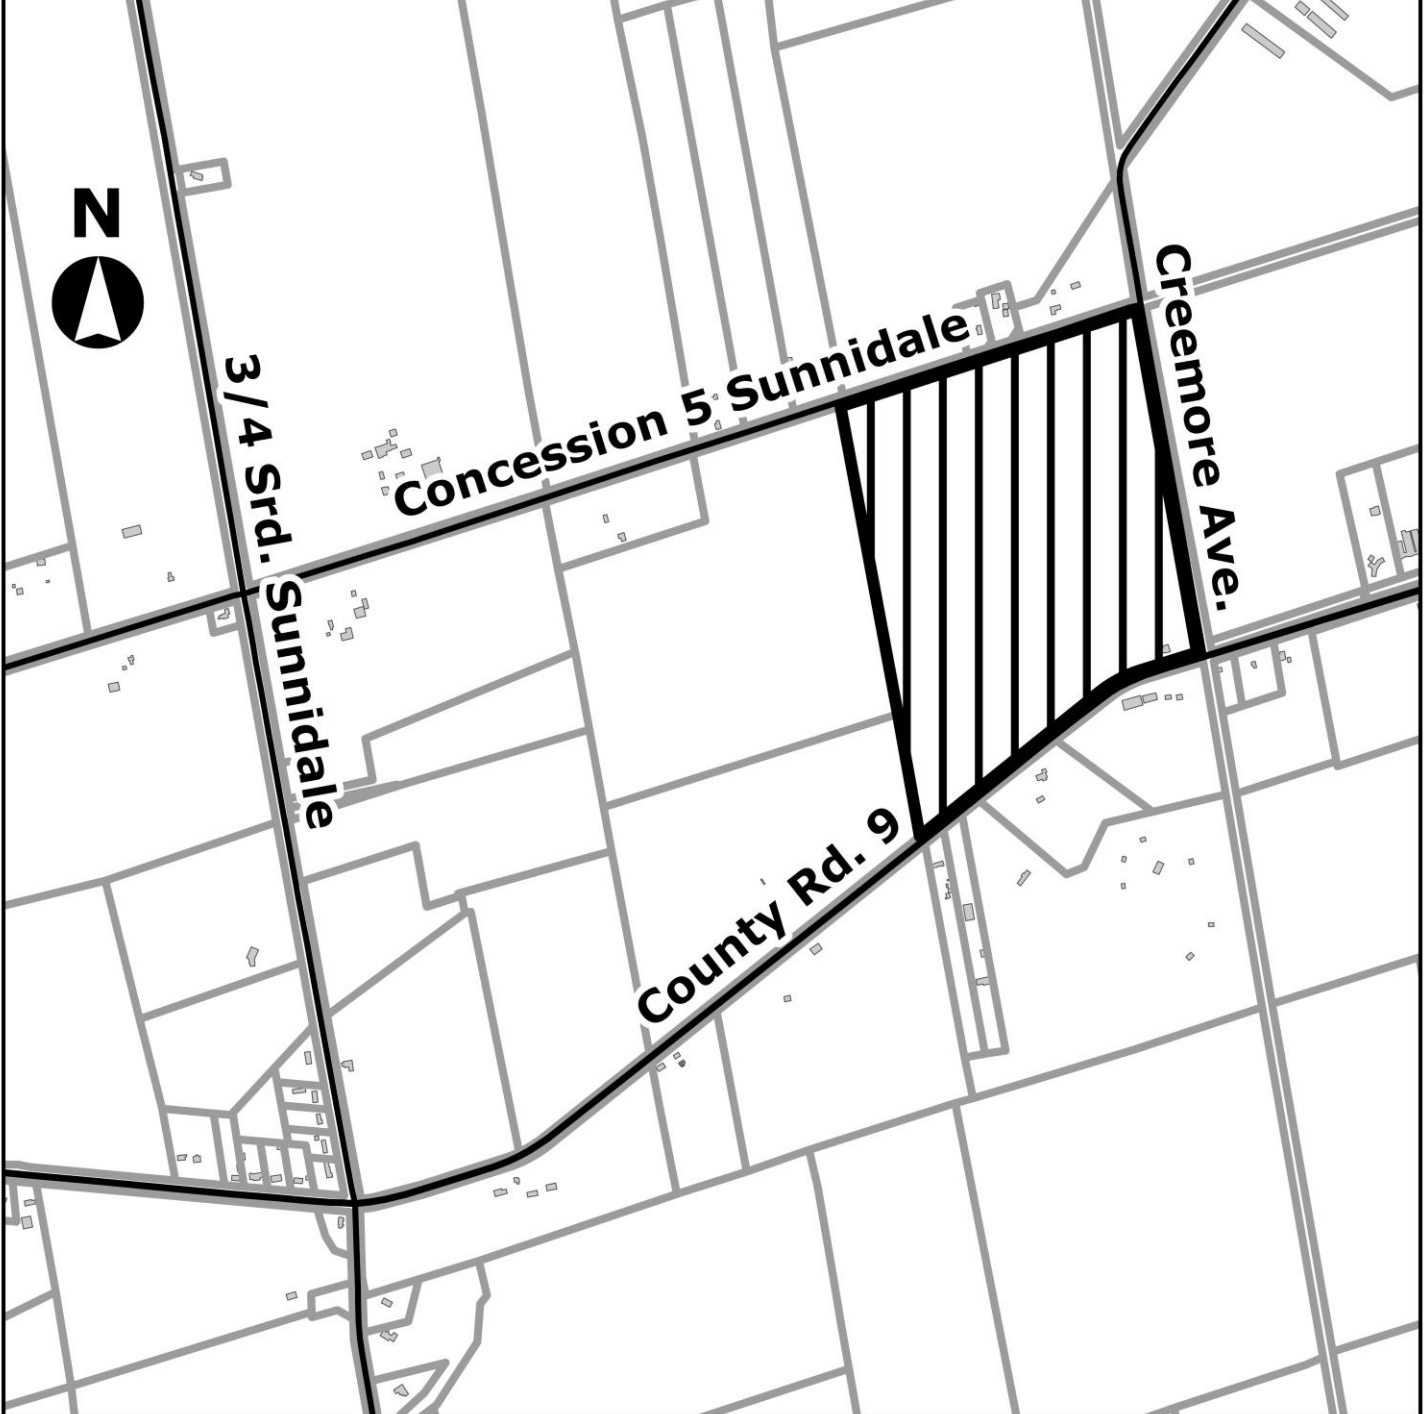 N
Creemore Ave.
Concession 5 Sunnidale
3/4 Srd. Sunnidale
County Rd. 9